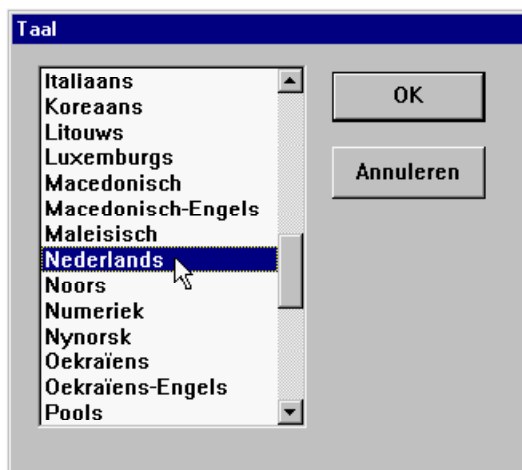 Taal
Italiaans
Koreaans
Litouws
Luxemburgs
Macedonisch
Macedonisch-Engels
Maleisisch
Nederlands
Noors
Numeriek
Nynorsk
Oekraïens
Oekraïens-Engels
Pools
OK
Annuleren